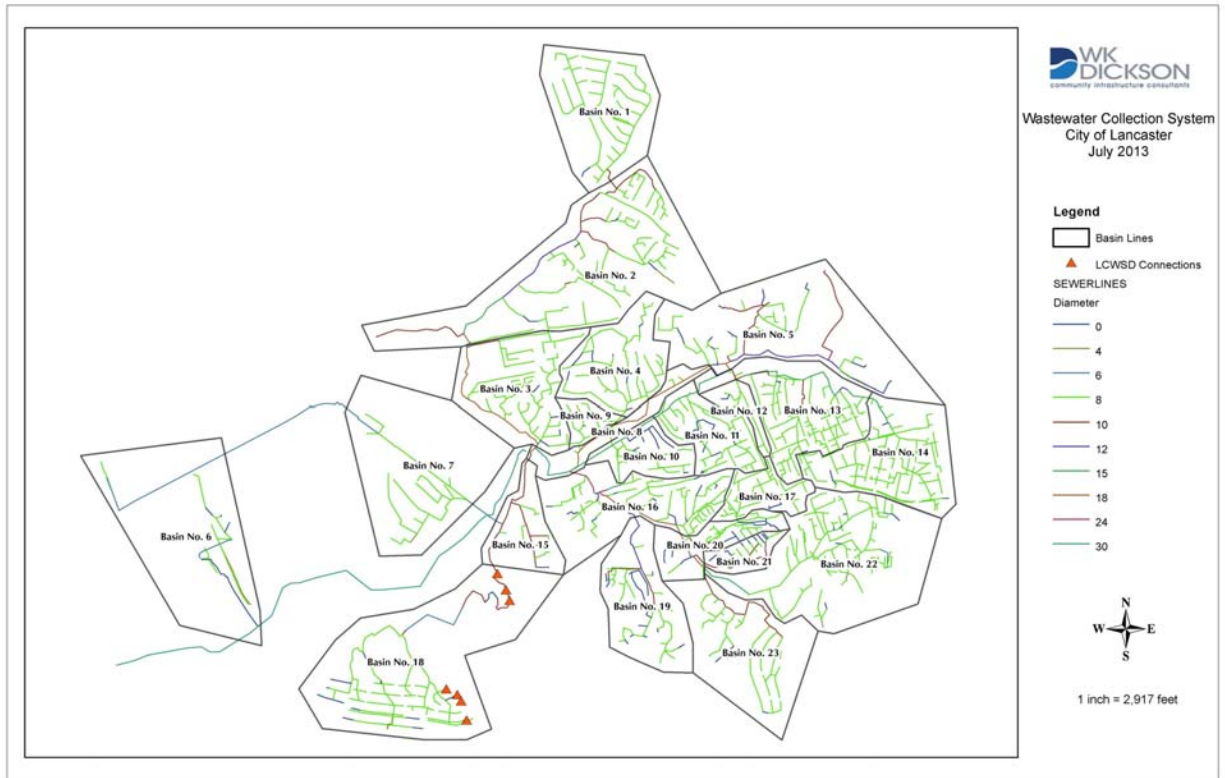 WK
DICKSON
community infrastructure consultants
Wastewater Collection System
City of Lancaster
July 2013
Legend
Basin Lines
LCWSD Connections
SEWERLINES
Diameter
0
4
6
8
10
12
15
18
24
30
N
W E
S
1 inch = 2,917 feet
Basin No. 1
Basin No. 2
Basin No. 5
Basin No. 4
Basin No. 3
Basin No. 9
Basin No. 12
Basin No. 13
Basin No. 8
Basin No. 11
Basin No. 14
Basin No. 10
Basin No. 7
Basin No. 17
Basin No. 16
Basin No. 6
Basin No. 15
Basin No. 20
Basin No. 21
Basin No. 22
Basin No. 19
Basin No. 23
Basin No. 18